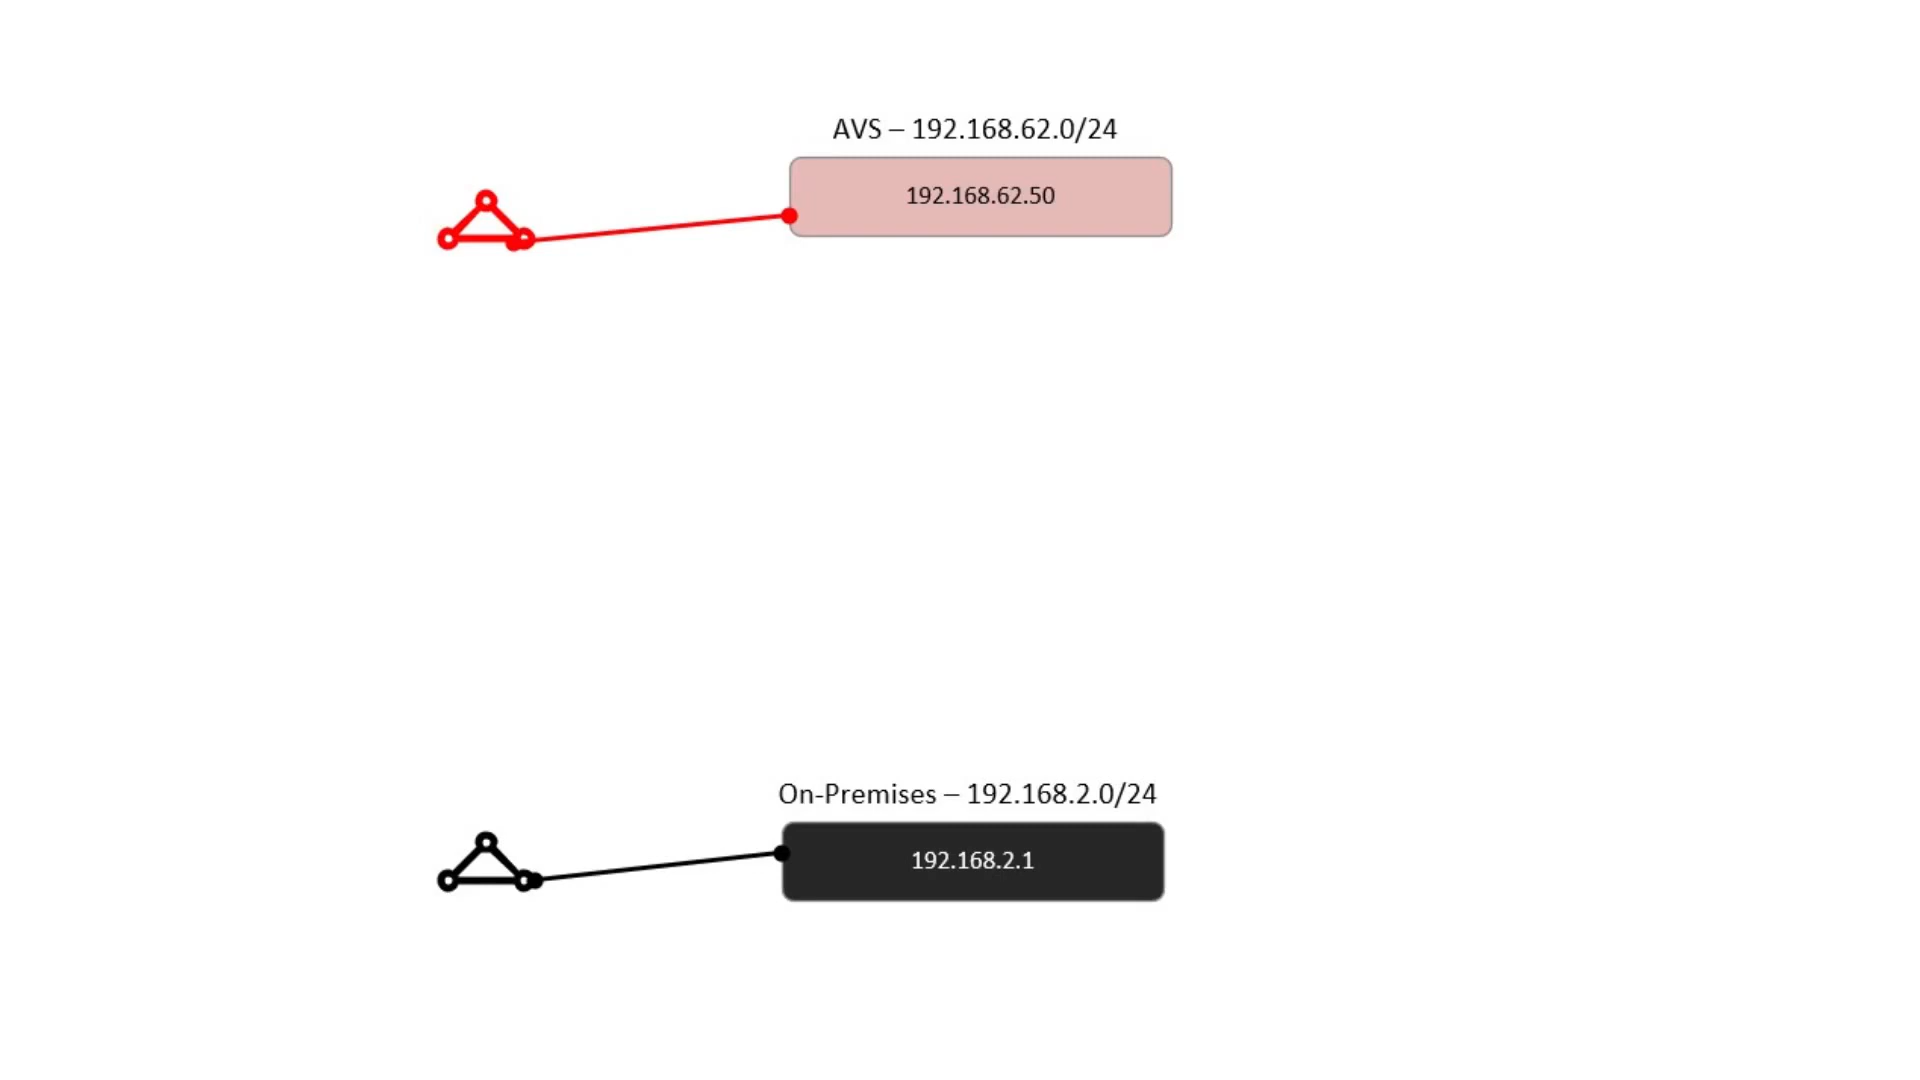 AVS – 192.168.62.0/24
192.168.62.50
On-Premises – 192.168.2.0/24
192.168.2.1